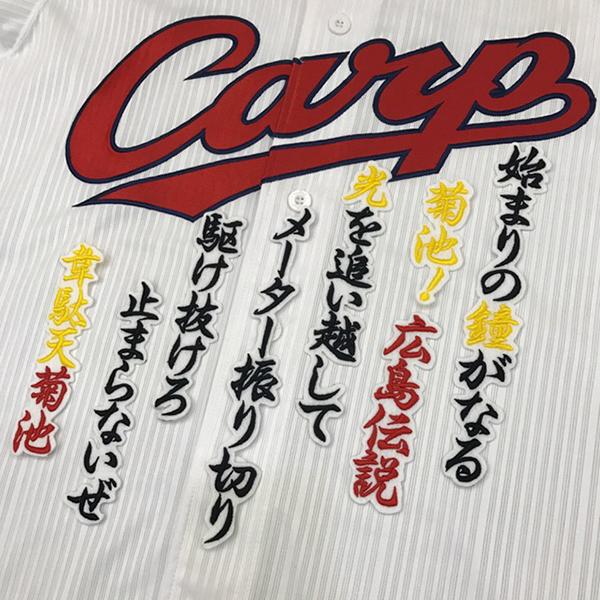 Carp
始まりの鐘がなる
菊池!広島伝説
光を追い越して
メーター振り切り
駆け抜けろ
止まらないぜ
韋駄天菊池